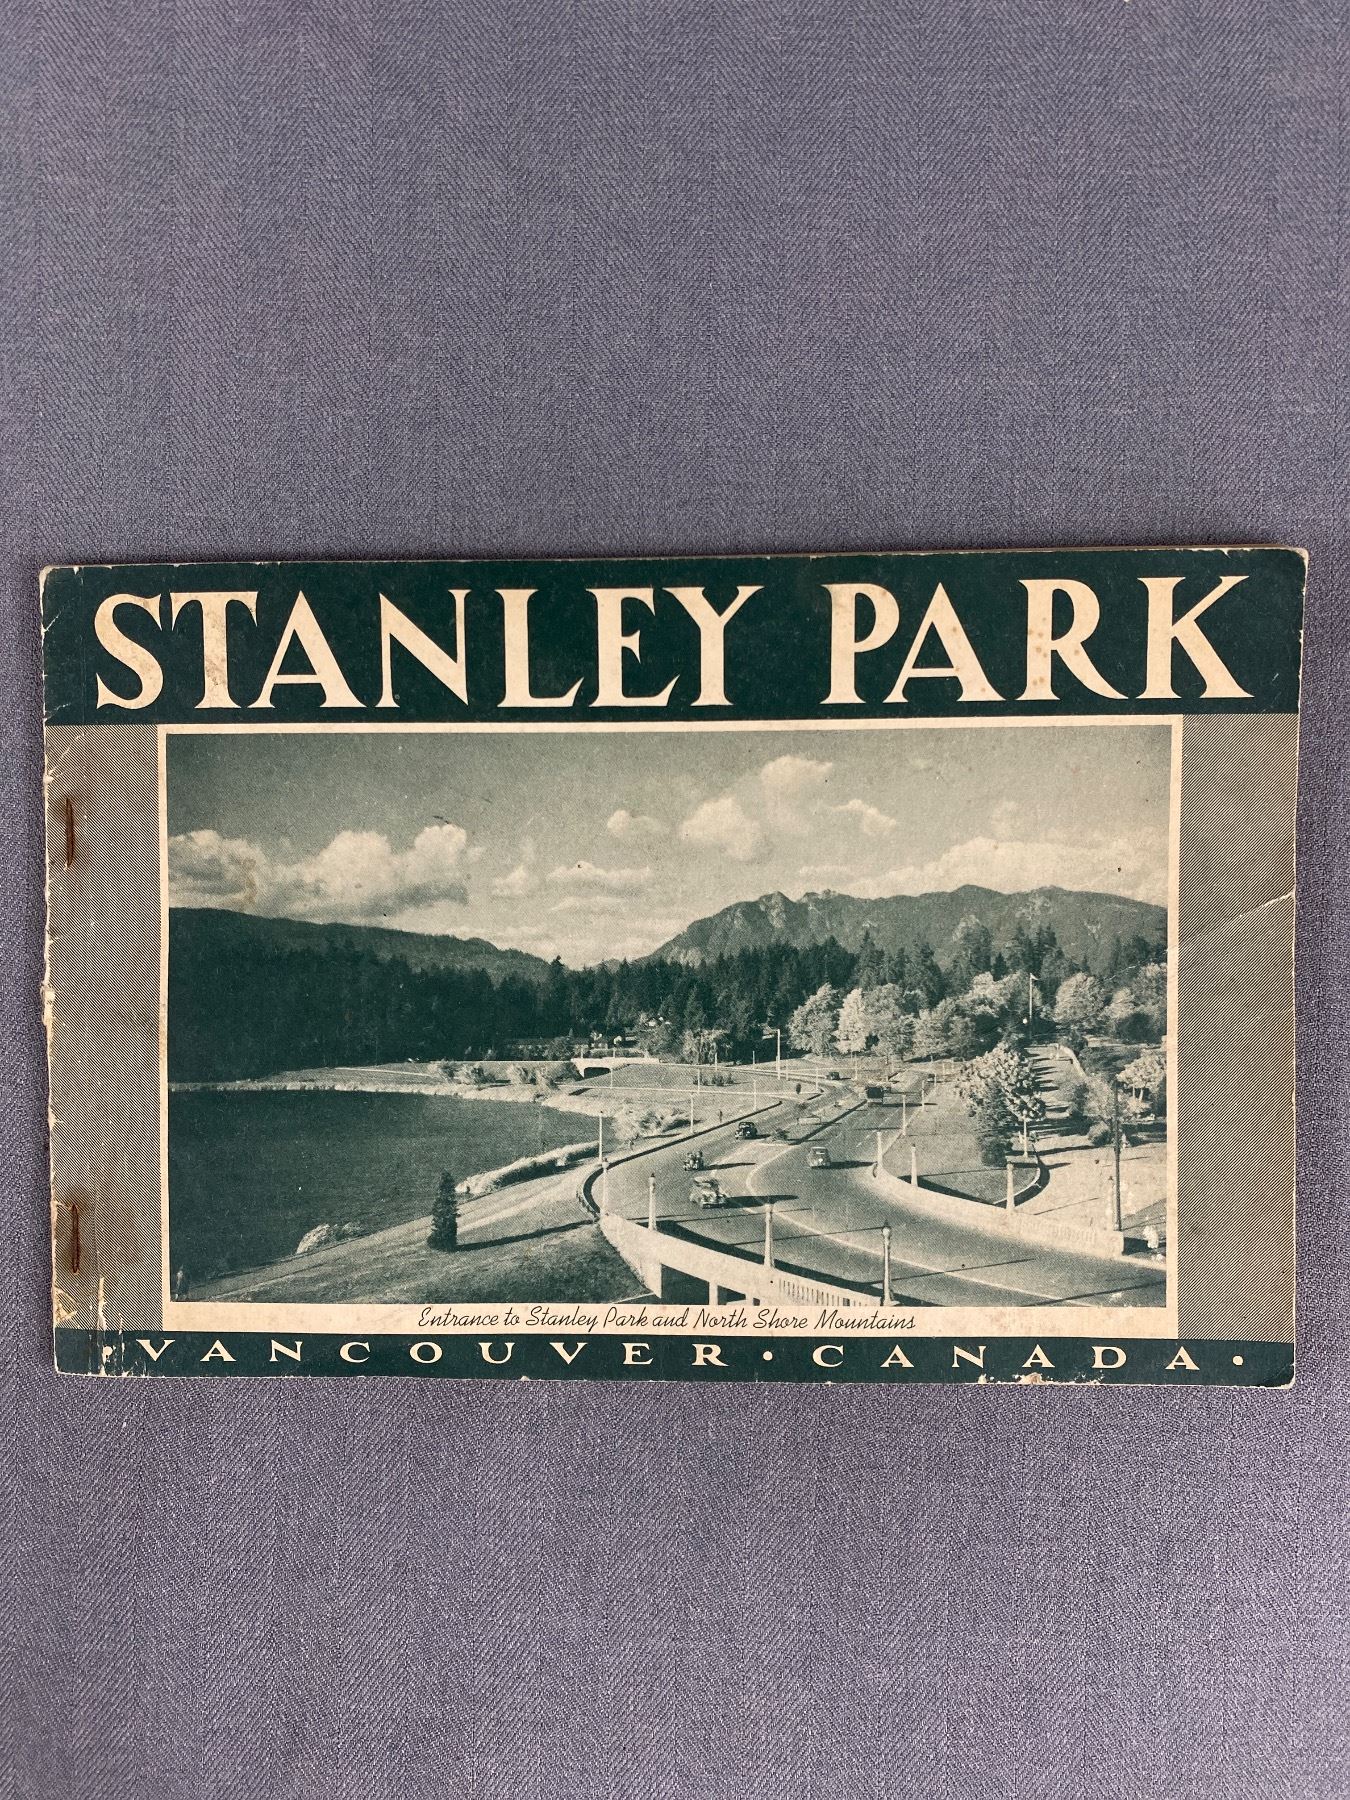 STANLEY PARK
Entrance to Stanley Park and North Shore Mountains
• VANCOUVER • CANADA •